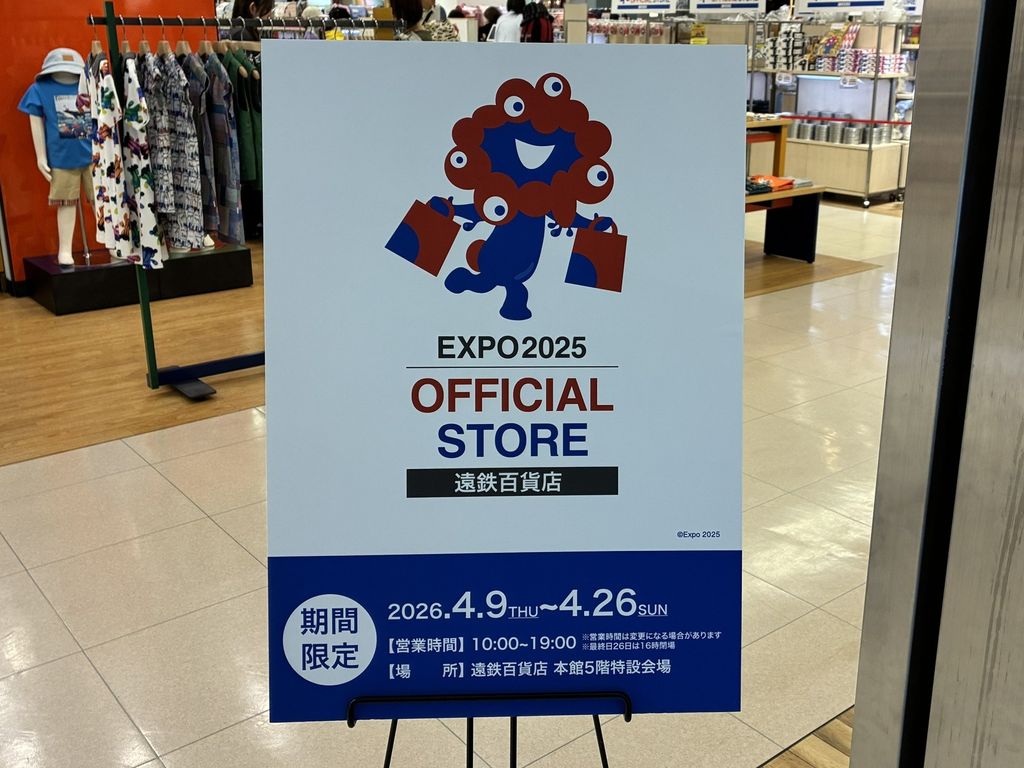 EXPO2025
OFFICIAL
STORE
遠鉄百貨店
©Expo 2025
期間
限定
2026.4.9THU~4.26SUN
【営業時間】10:00~19:00 ※営業時間は変更になる場合があります
※最終日26日は16時閉場
【場　所】遠鉄百貨店 本館5階特設会場
OFFICIAL STORE